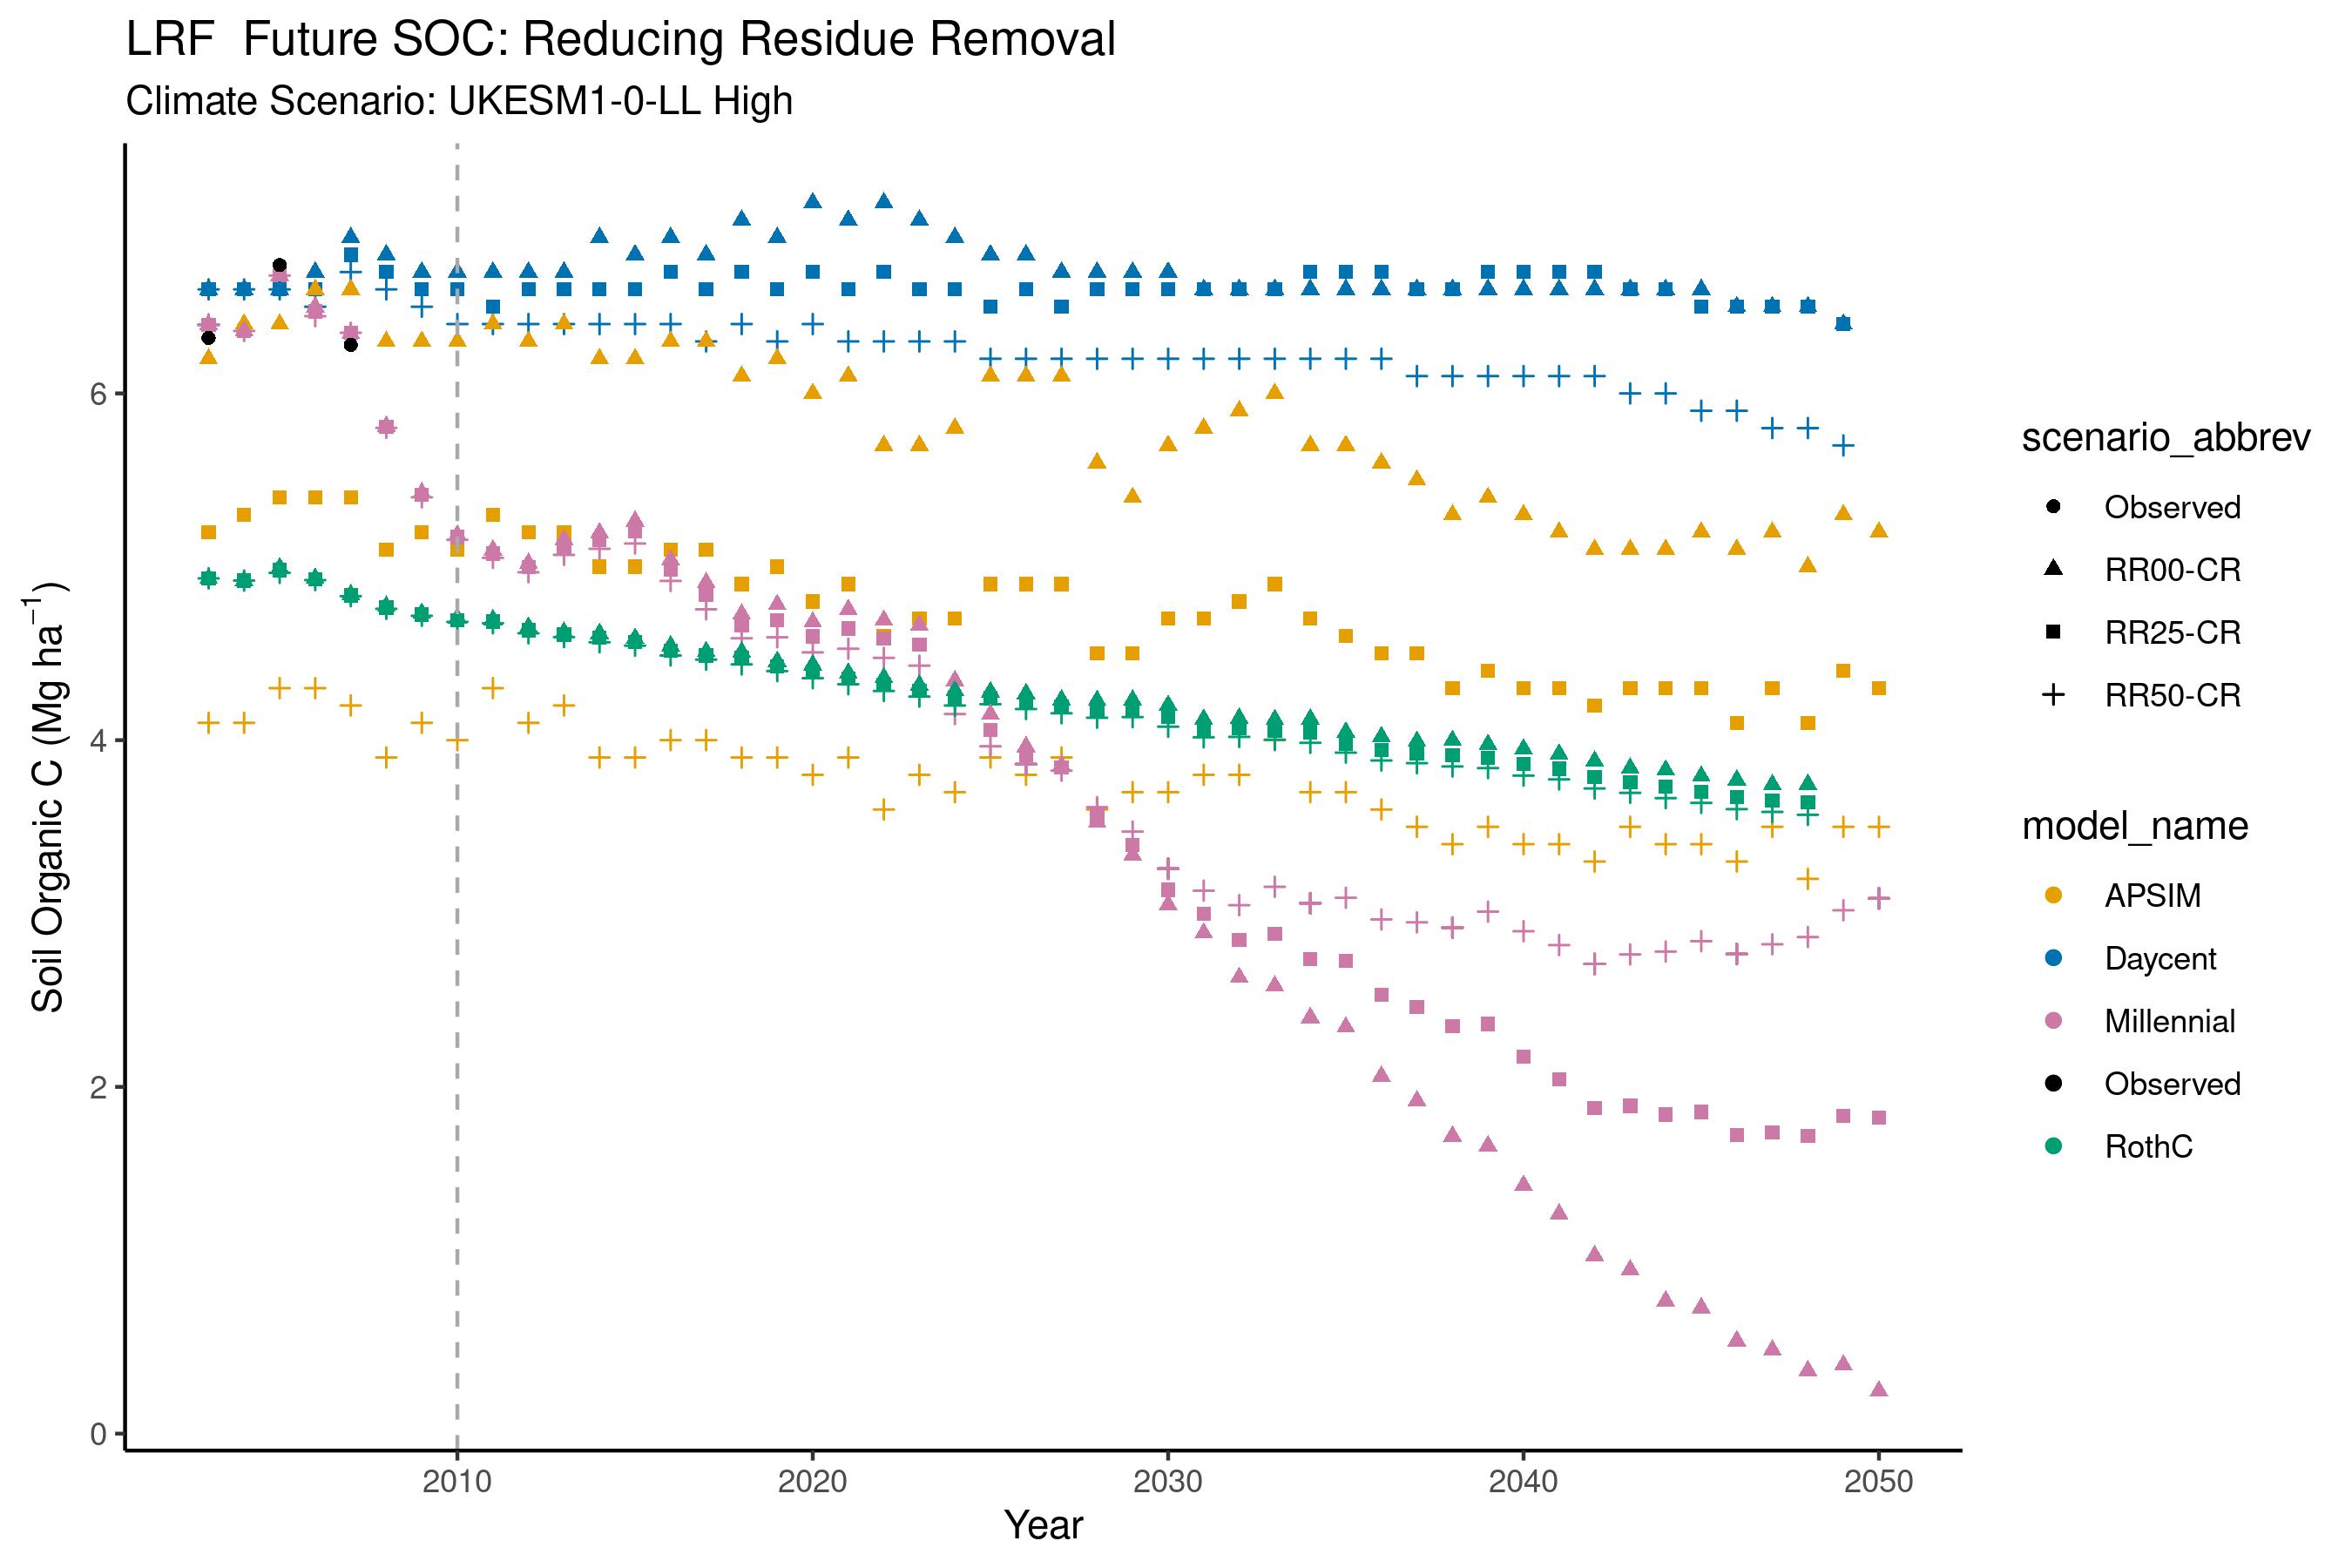 LRF  Future SOC: Reducing Residue Removal
Climate Scenario: UKESM1-0-LL High
Soil Organic C (Mg ha⁻¹)
6
4
2
0
2010
2020
2030
2040
2050
Year
scenario_abbrev
Observed
RR00-CR
RR25-CR
RR50-CR
model_name
APSIM
Daycent
Millennial
Observed
RothC